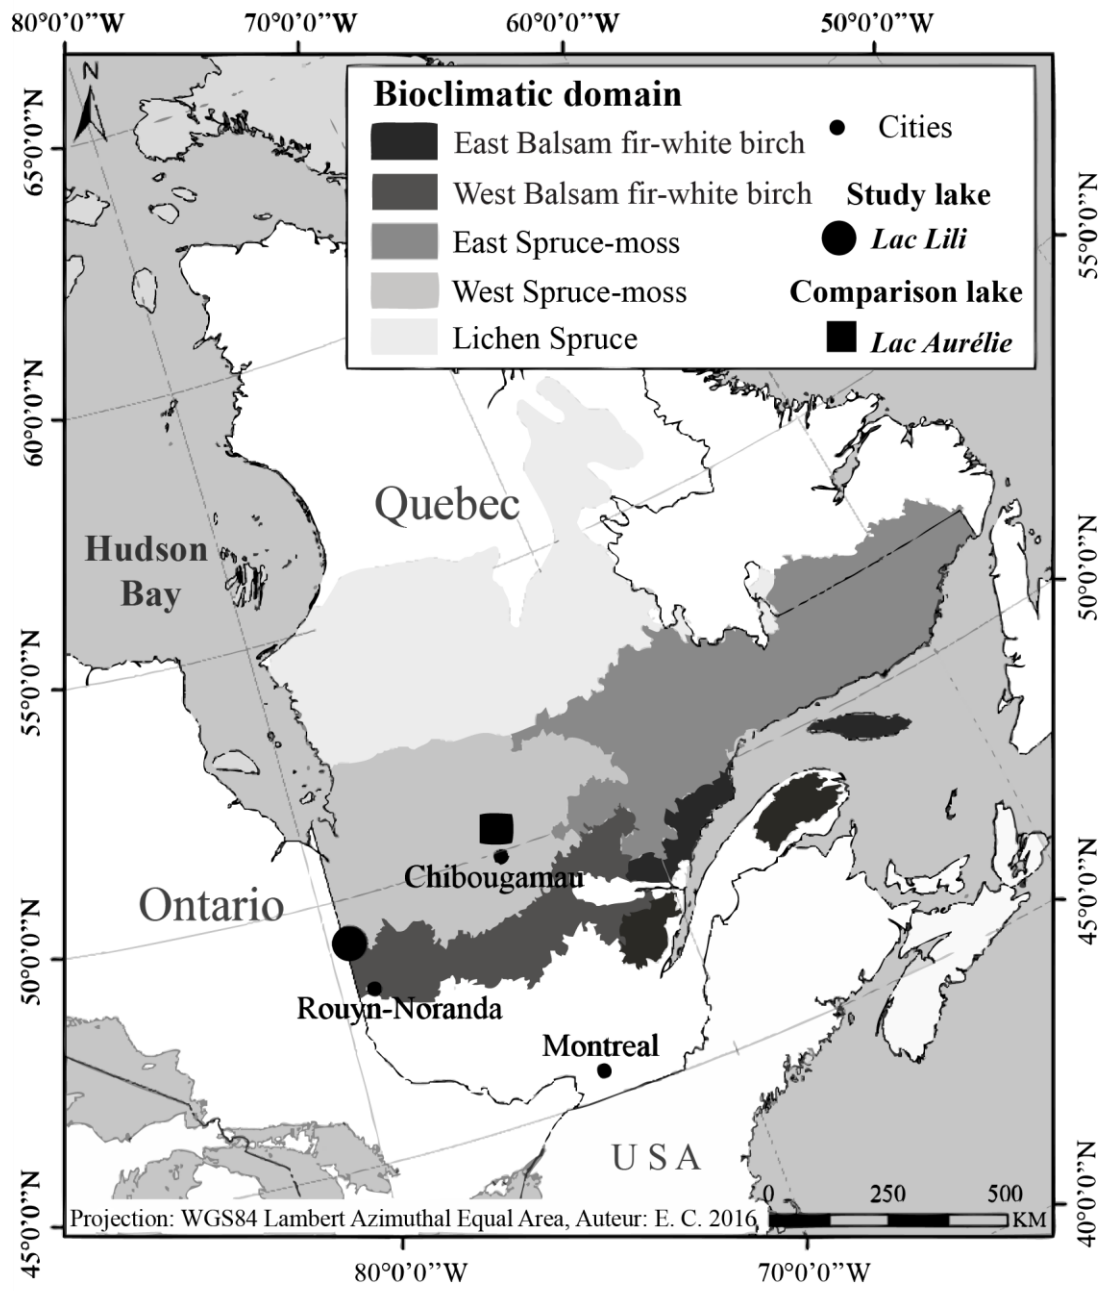 80°0'0"W 70°0'0"W 60°0'0"W 50°0'0"W
N
65°0'0"N
60°0'0"N
55°0'0"N
50°0'0"N
45°0'0"N
Bioclimatic domain
East Balsam fir-white birch
West Balsam fir-white birch
East Spruce-moss
West Spruce-moss
Lichen Spruce
Cities
Study lake
Lac Lili
Comparison lake
Lac Aurélie
55°0'0"N
50°0'0"N
45°0'0"N
40°0'0"N
Quebec
Hudson
Bay
Chibougamau
Ontario
Rouyn-Noranda
Montreal
USA
0 250 500
KM
Projection: WGS84 Lambert Azimuthal Equal Area, Auteur: E. C. 2016
80°0'0"W 70°0'0"W